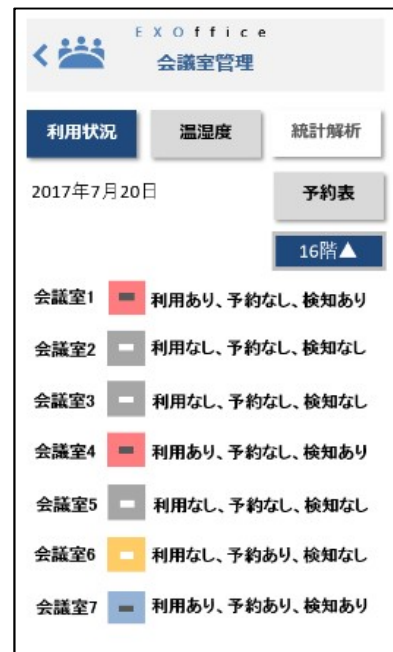 EXOffice
会議室管理
利用状況 温湿度 統計解析
2017年7月20日 予約表
16階▲
会議室1 利用あり、予約なし、検知あり
会議室2 利用なし、予約なし、検知なし
会議室3 利用なし、予約なし、検知なし
会議室4 利用あり、予約なし、検知あり
会議室5 利用なし、予約なし、検知なし
会議室6 利用なし、予約あり、検知なし
会議室7 利用あり、予約あり、検知あり